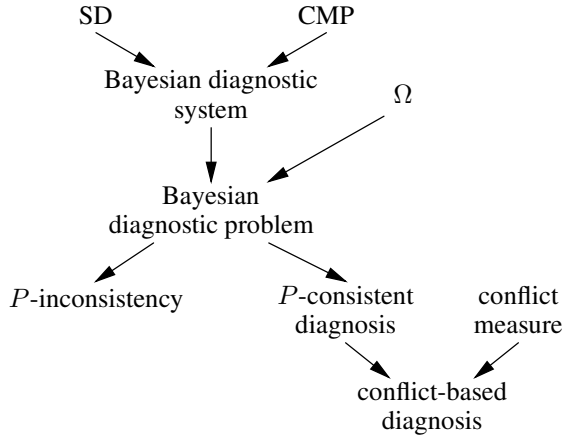 SD
CMP
Bayesian diagnostic
system
Ω
Bayesian
diagnostic problem
P-inconsistency
P-consistent
diagnosis
conflict
measure
conflict-based
diagnosis